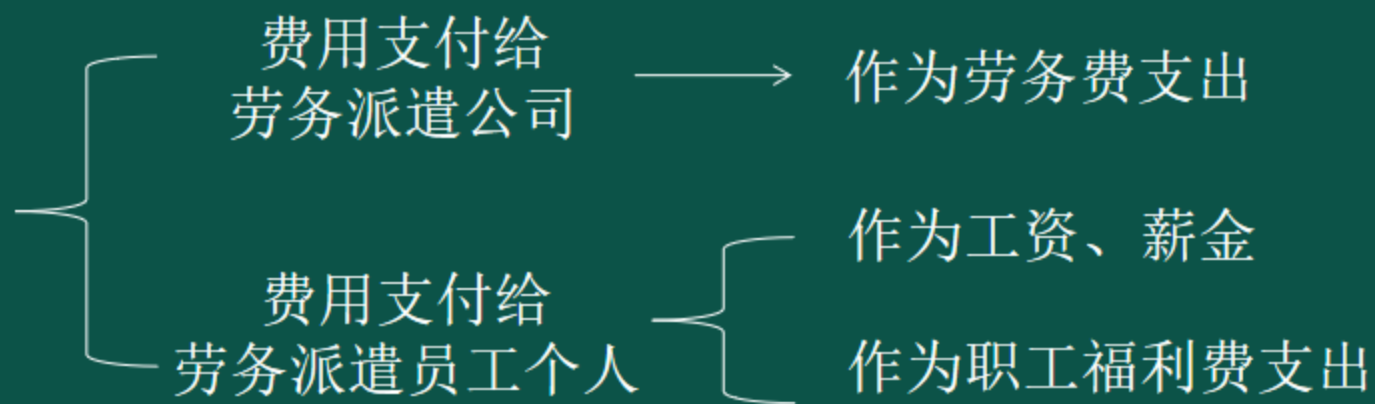 费用支付给
劳务派遣公司
作为劳务费支出
费用支付给
劳务派遣员工个人
作为工资、薪金
作为职工福利费支出